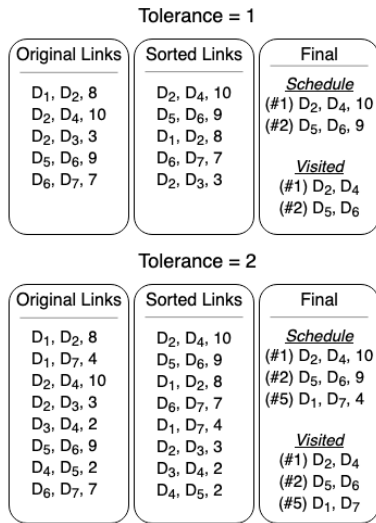 Tolerance = 1
Original Links
D₁, D₂, 8
D₂, D₄, 10
D₂, D₃, 3
D₅, D₆, 9
D₆, D₇, 7
Sorted Links
D₂, D₄, 10
D₅, D₆, 9
D₁, D₂, 8
D₆, D₇, 7
D₂, D₃, 3
Final
Schedule
(#1) D₂, D₄, 10
(#2) D₅, D₆, 9
Visited
(#1) D₂, D₄
(#2) D₅, D₆
Tolerance = 2
Original Links
D₁, D₂, 8
D₁, D₇, 4
D₂, D₄, 10
D₂, D₃, 3
D₃, D₄, 2
D₅, D₆, 9
D₄, D₅, 2
D₆, D₇, 7
Sorted Links
D₂, D₄, 10
D₅, D₆, 9
D₁, D₂, 8
D₆, D₇, 7
D₁, D₇, 4
D₂, D₃, 3
D₃, D₄, 2
D₄, D₅, 2
Final
Schedule
(#1) D₂, D₄, 10
(#2) D₅, D₆, 9
(#5) D₁, D₇, 4
Visited
(#1) D₂, D₄
(#2) D₅, D₆
(#5) D₁, D₇